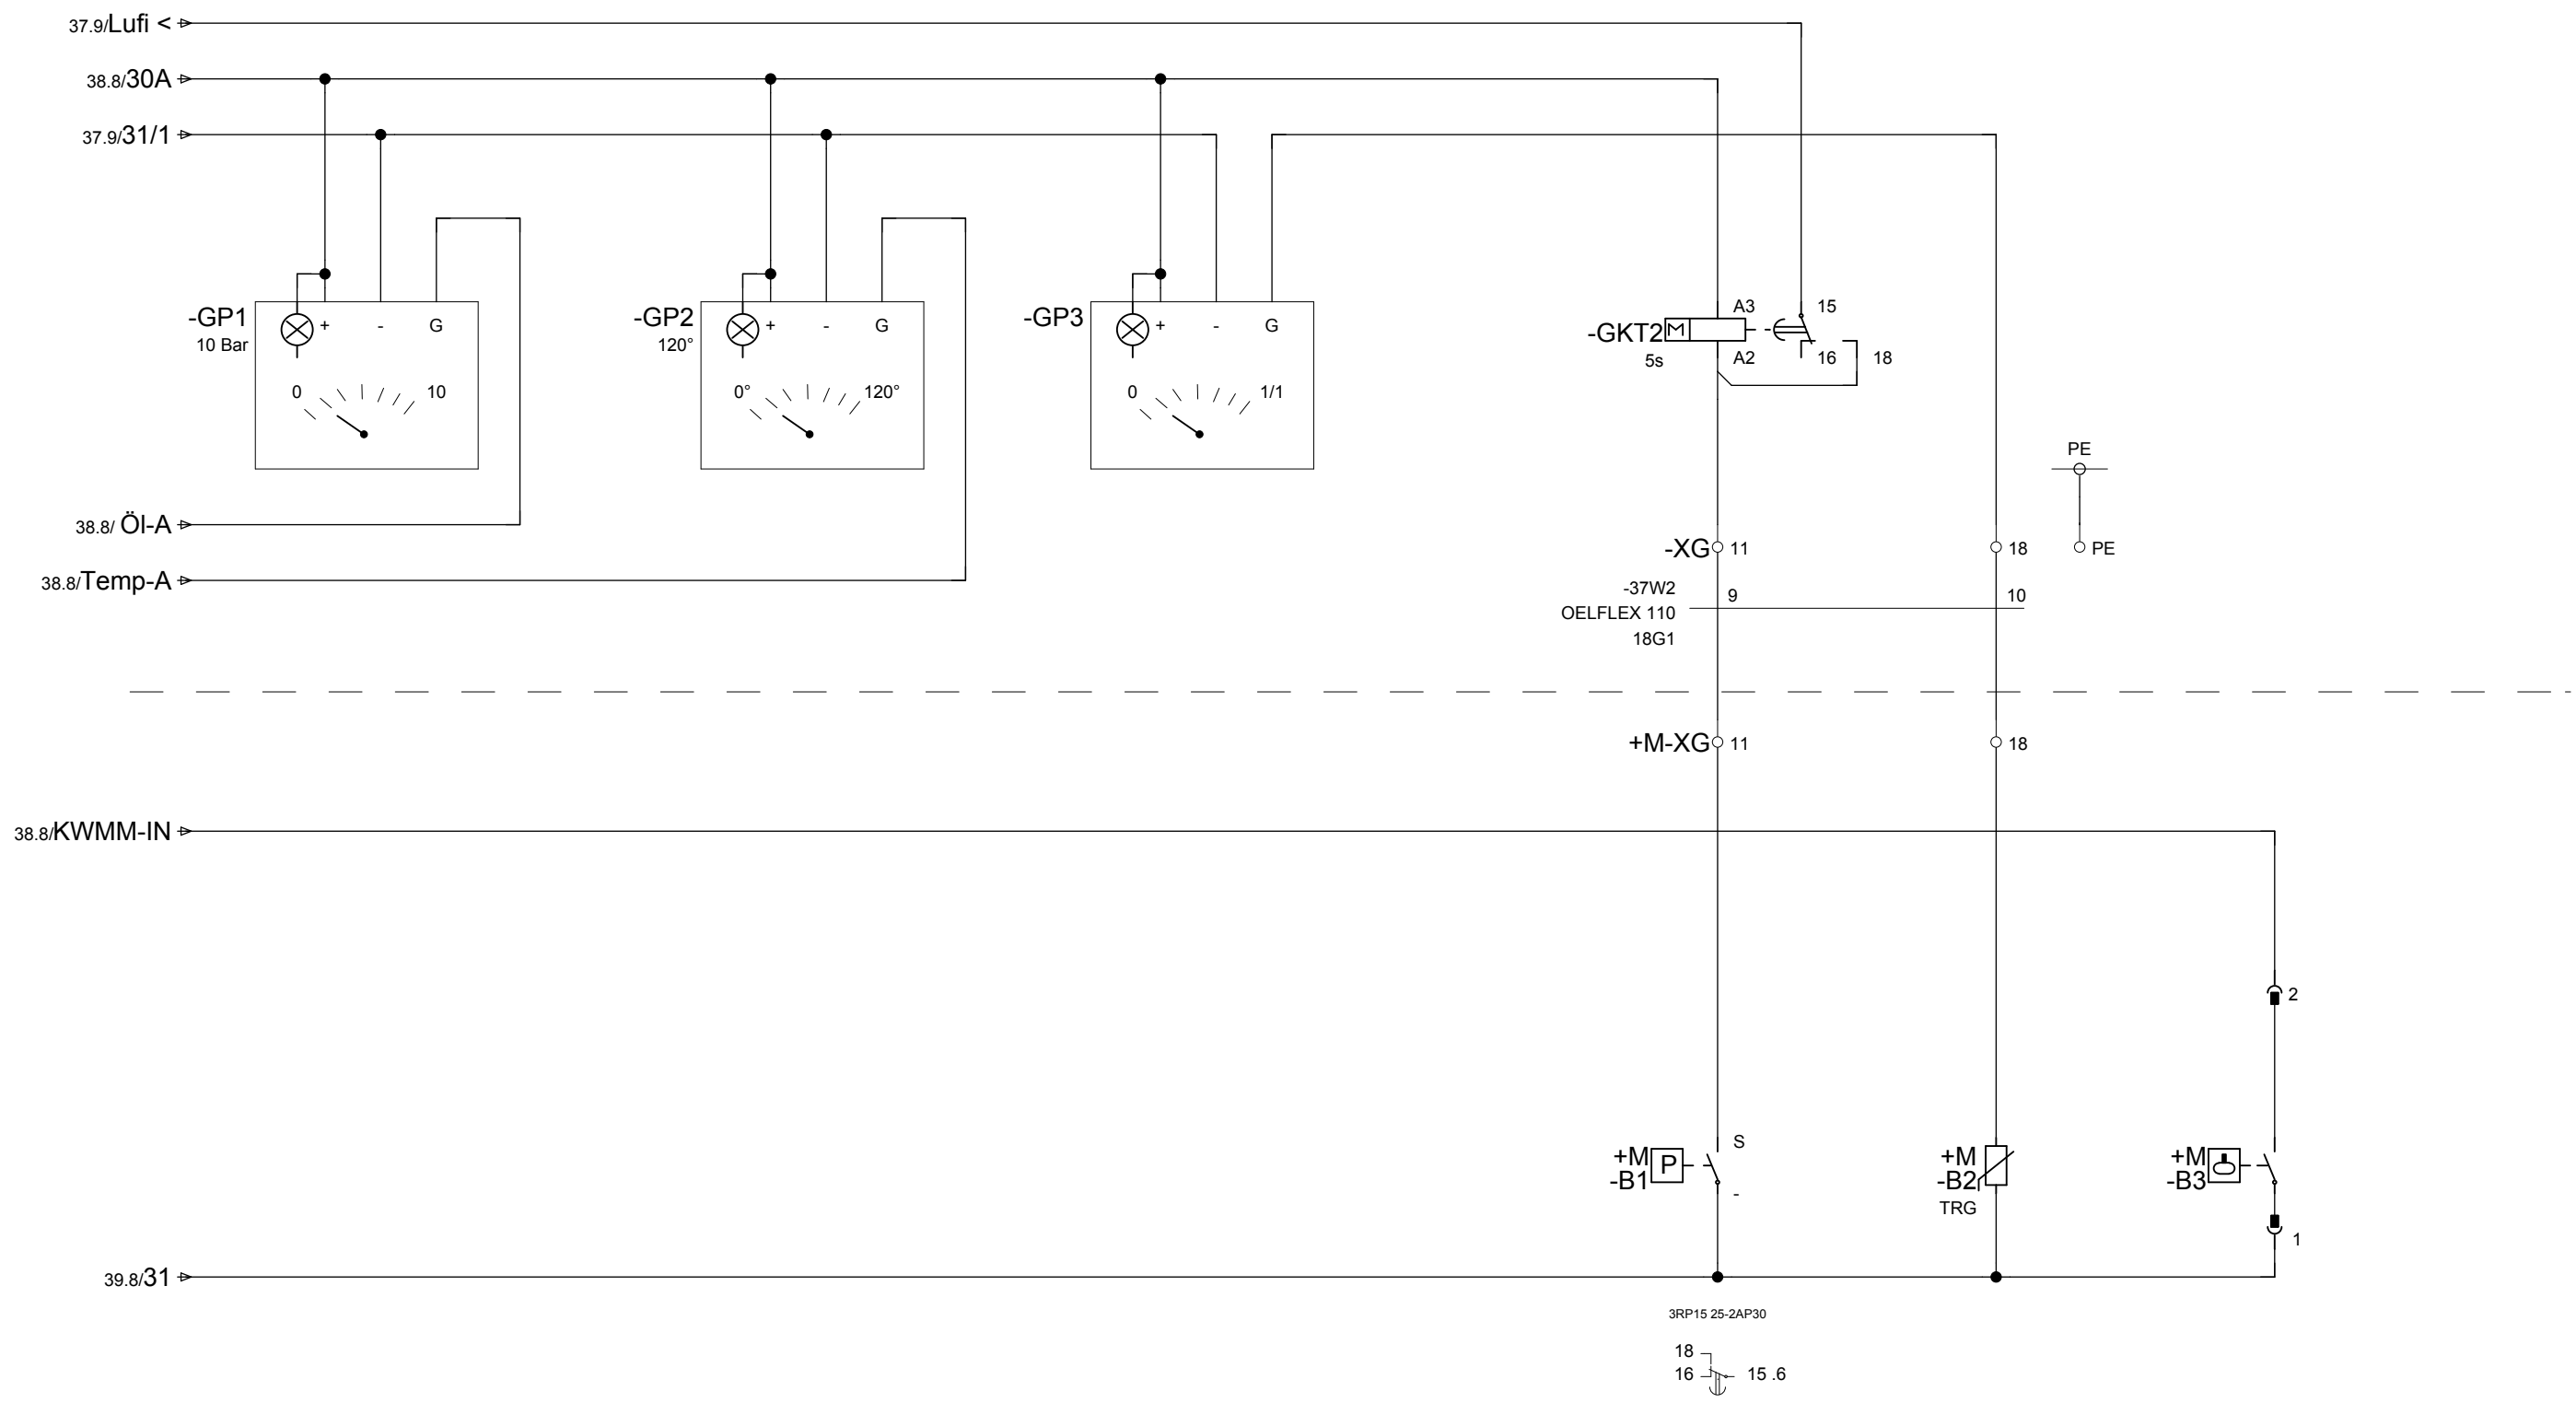 37.9/Lufi <
38.8/30A
37.9/31/1
-GP1
10 Bar
+ - G
0 10
-GP2
120°
+ - G
0° 120°
-GP3
+ - G
0 1/1
-GKT2
5s
M
A3
A2
15
16
18
PE
PE
38.8/ Öl-A
38.8/Temp-A
-XG 11 18
-37W2
OELFLEX 110
18G1
9 10
+M-XG 11 18
38.8/KWMM-IN
2
+M
-B1
P
S
-
+M
-B2
TRG
+M
-B3
1
39.8/31
3RP15 25-2AP30
18
16 15 .6